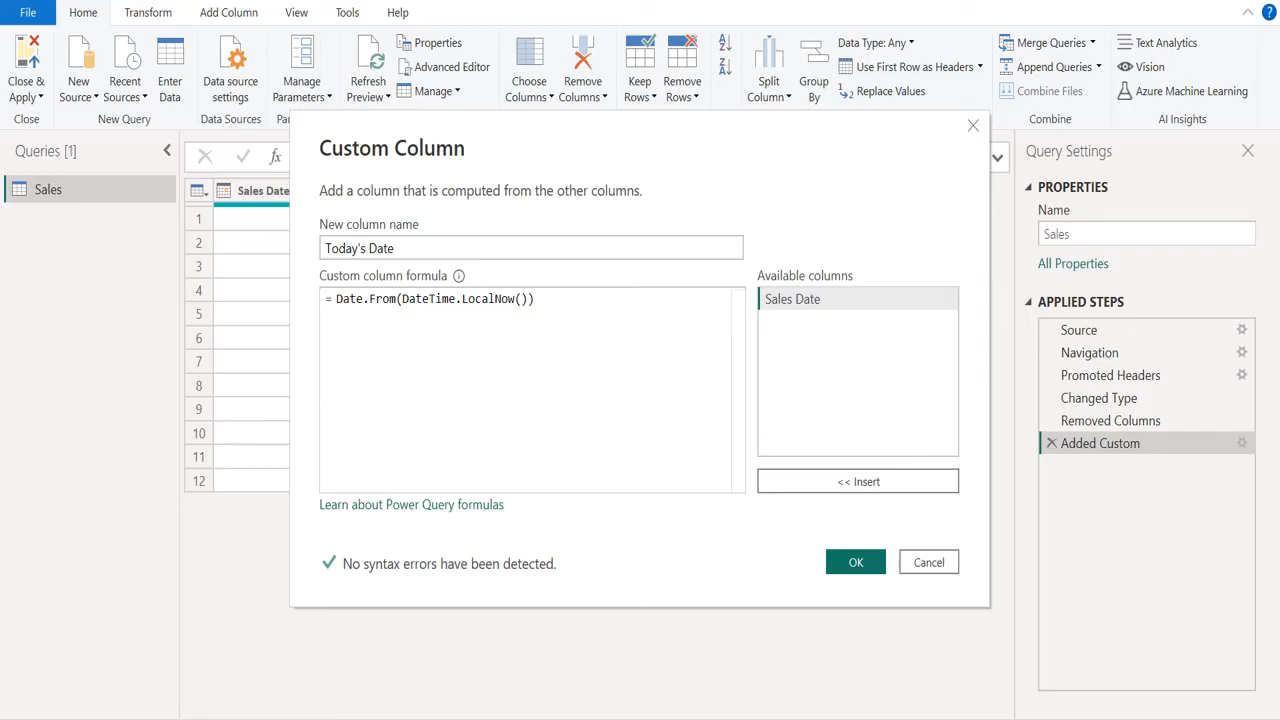 File Home Transform Add Column View Tools Help ?
Close & Apply
New Source
Recent Sources
Enter Data
Data source settings
Manage Parameters
Refresh Preview
Properties
Advanced Editor
Manage
Choose Columns
Remove Columns
Keep Rows
Remove Rows
A Z
Z A
Split Column
Group By
Data Type: Any
Use First Row as Headers
1 2 Replace Values
Merge Queries
Append Queries
Combine Files
Text Analytics
Vision
Azure Machine Learning
Close New Query Data Sources Combine AI Insights
Queries [1]
Sales
fx
Sales Date
1
2
3
4
5
6
7
8
9
10
11
12
Custom Column
Add a column that is computed from the other columns.
New column name
Today's Date
Custom column formula
= Date.From(DateTime.LocalNow())
Available columns
Sales Date
<< Insert
Learn about Power Query formulas
No syntax errors have been detected.
OK Cancel
Query Settings
PROPERTIES
Name
Sales
All Properties
APPLIED STEPS
Source
Navigation
Promoted Headers
Changed Type
Removed Columns
Added Custom